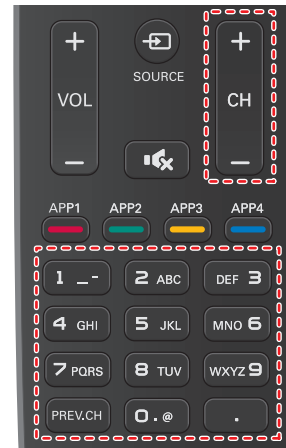 + +
VOL SOURCE CH
— —
APP1 APP2 APP3 APP4
1 _- 2 ABC DEF 3
4 GHI 5 JKL MNO 6
7 PQRS 8 TUV WXYZ 9
PREV.CH 0.@ .